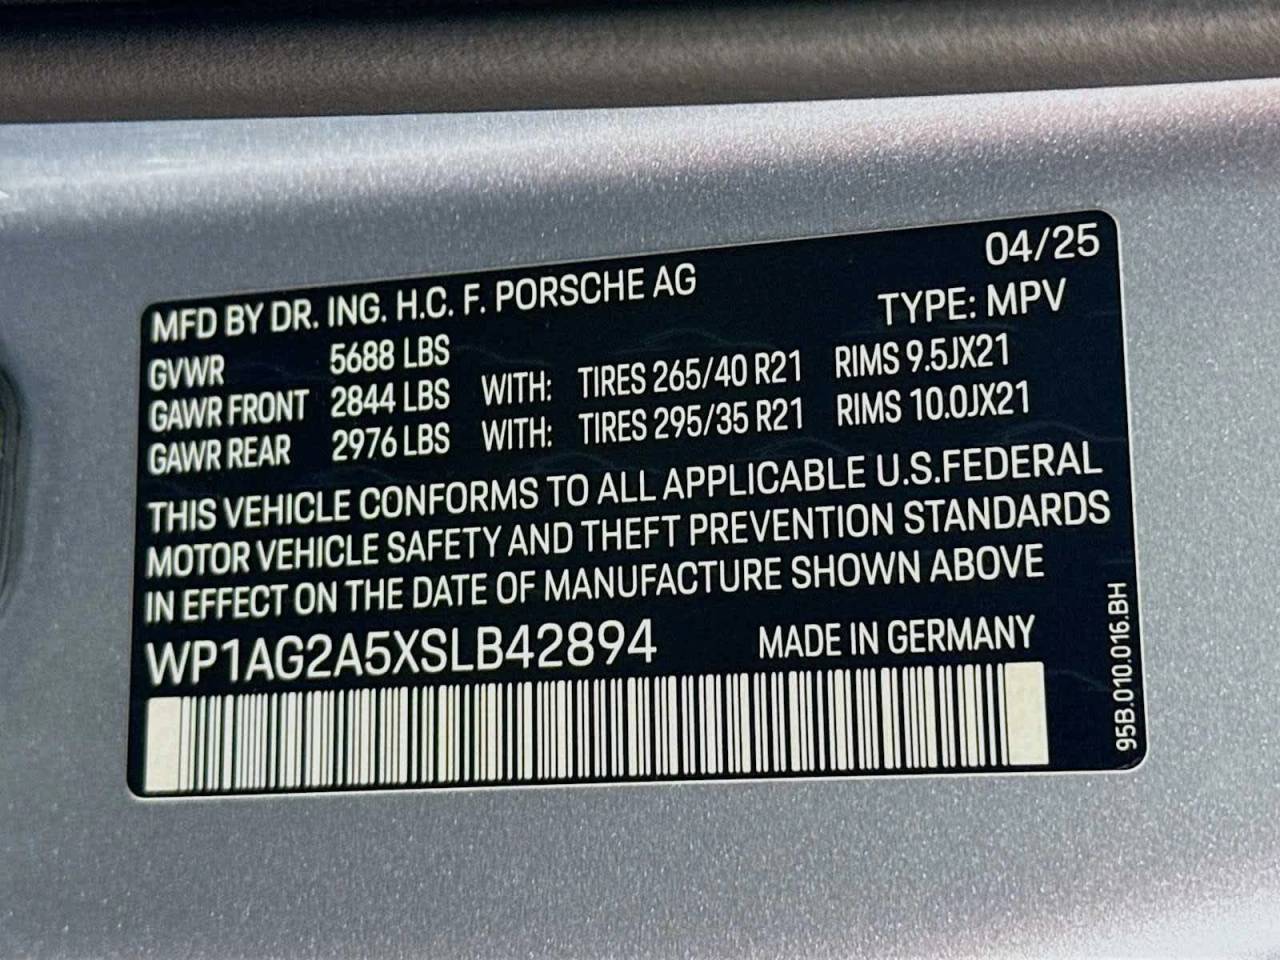 04/25
MFD BY DR. ING. H.C. F. PORSCHE AG
TYPE: MPV
GVWR 5688 LBS
GAWR FRONT 2844 LBS WITH: TIRES 265/40 R21 RIMS 9.5JX21
GAWR REAR 2976 LBS WITH: TIRES 295/35 R21 RIMS 10.0JX21
THIS VEHICLE CONFORMS TO ALL APPLICABLE U.S.FEDERAL
MOTOR VEHICLE SAFETY AND THEFT PREVENTION STANDARDS
IN EFFECT ON THE DATE OF MANUFACTURE SHOWN ABOVE
WP1AG2A5XSLB42894 MADE IN GERMANY
95B.010.016.BH